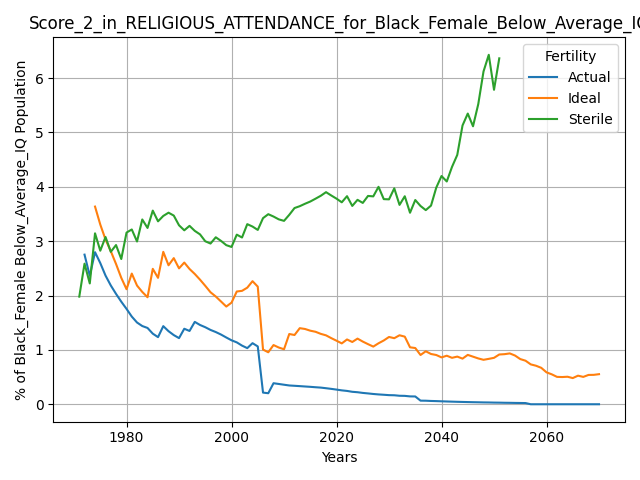 Score_2_in_RELIGIOUS_ATTENDANCE_for_Black_Female_Below_Average_IQ
% of Black_Female Below_Average_IQ Population
6
5
4
3
2
1
0
Fertility
Actual
Ideal
Sterile
1980
2000
2020
2040
2060
Years